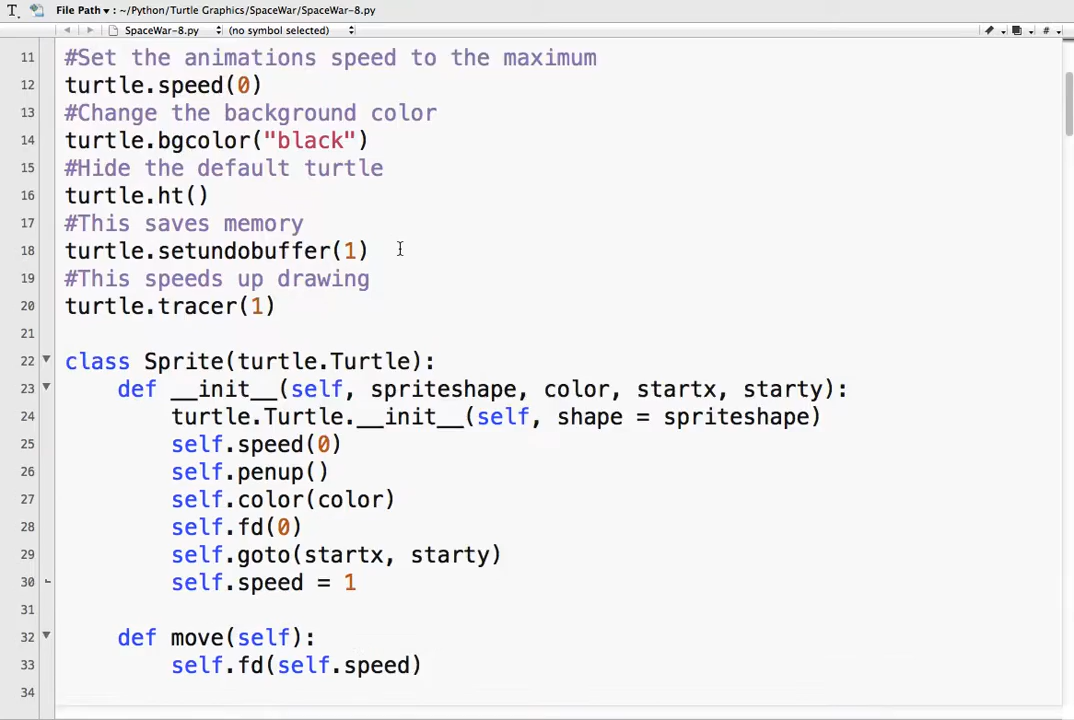 File Path ▾ : ~/Python/Turtle Graphics/SpaceWar/SpaceWar-8.py
SpaceWar-8.py (no symbol selected) #
11 #Set the animations speed to the maximum
12 turtle.speed(0)
13 #Change the background color
14 turtle.bgcolor("black")
15 #Hide the default turtle
16 turtle.ht()
17 #This saves memory
18 turtle.setundobuffer(1)
19 #This speeds up drawing
20 turtle.tracer(1)
21
22 class Sprite(turtle.Turtle):
23 def __init__(self, spriteshape, color, startx, starty):
24 turtle.Turtle.__init__(self, shape = spriteshape)
25 self.speed(0)
26 self.penup()
27 self.color(color)
28 self.fd(0)
29 self.goto(startx, starty)
30 self.speed = 1
31
32 def move(self):
33 self.fd(self.speed)
34